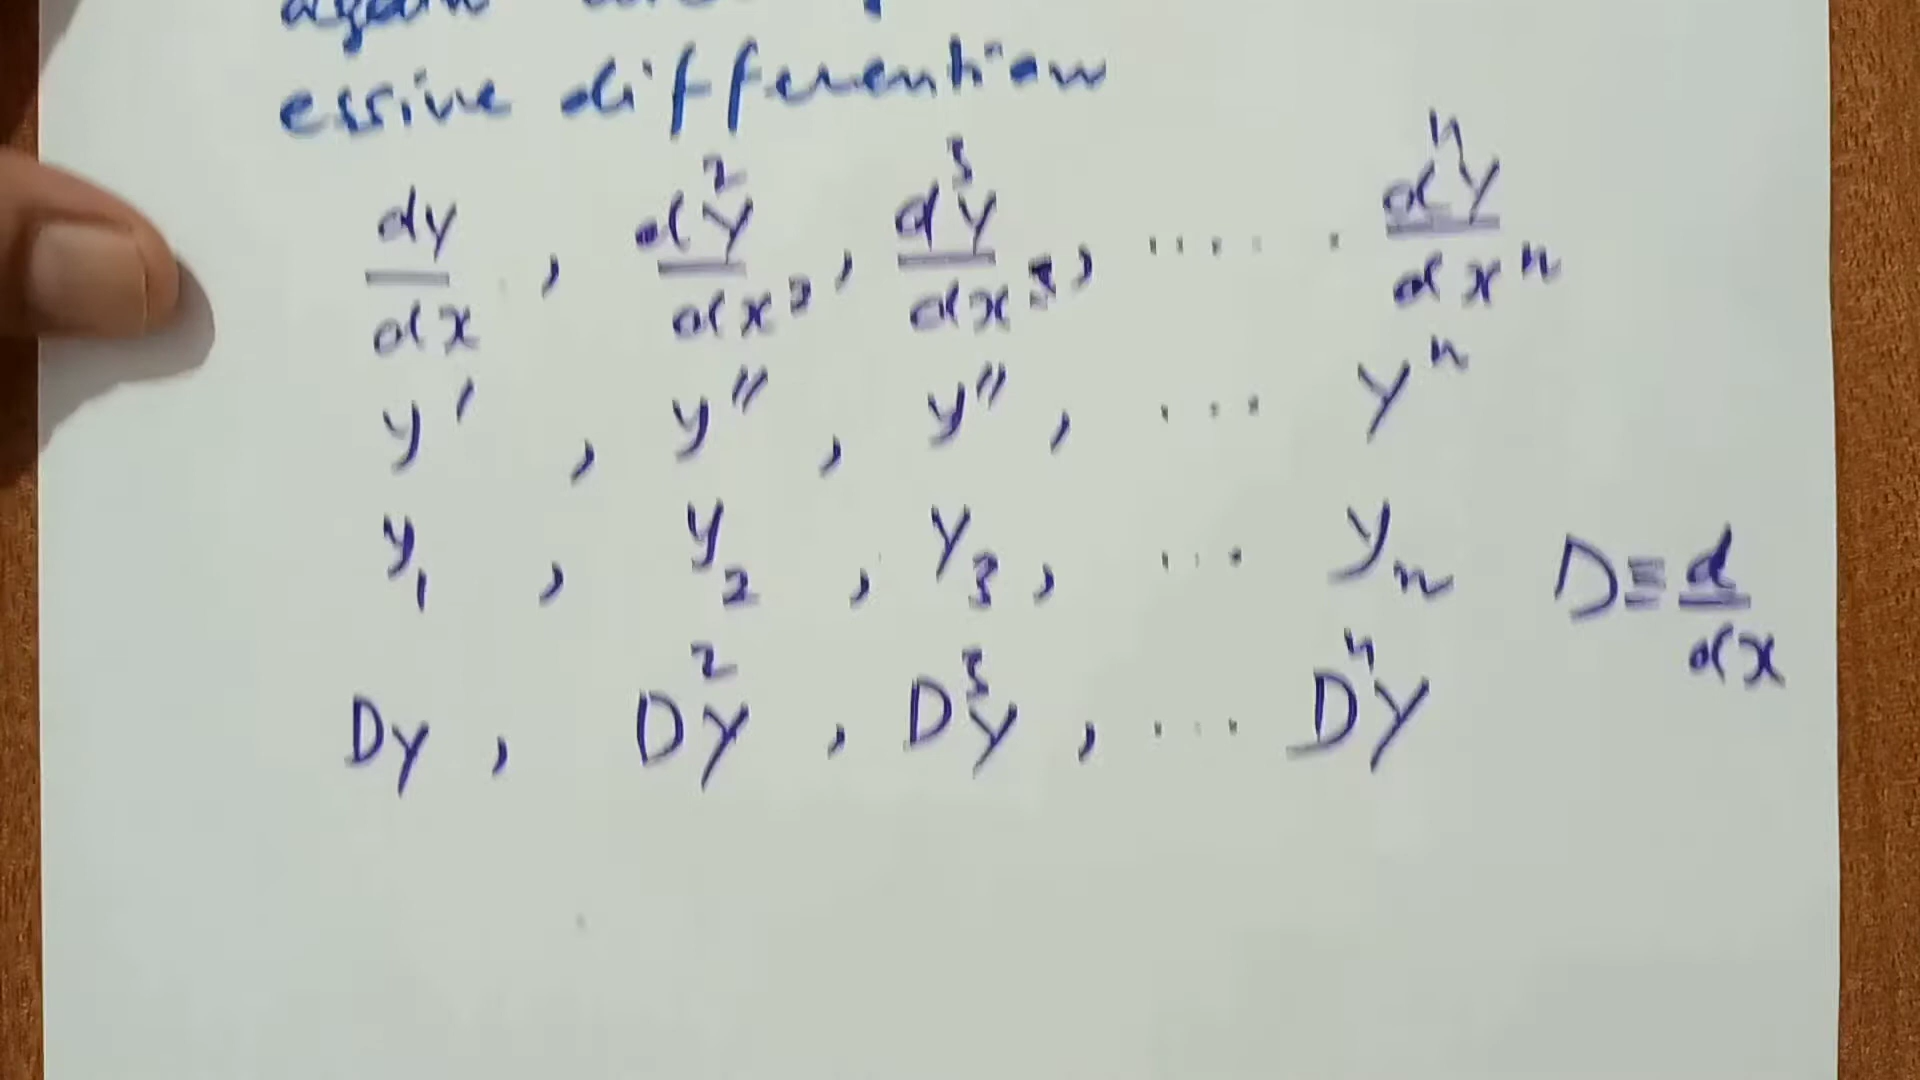 essive differentiaw
dy/dx , d²y/dx² , d³y/dx³ , ..... . dⁿy/dxⁿ
y′ , y″ , y″ , ... yⁿ
y₁ , y₂ , y₃ , ... yₙ D ≡ d/dx
Dy , D²y , D³y , ... Dⁿy